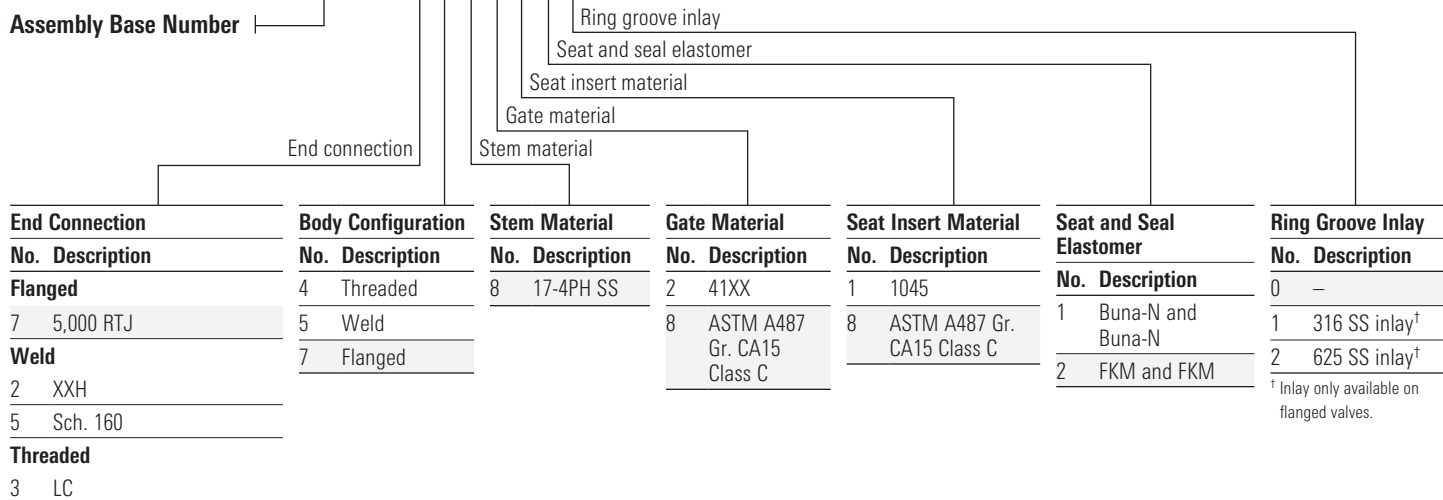 Assembly Base Number
Ring groove inlay
Seat and seal elastomer
Seat insert material
Gate material
End connection
Stem material
End Connection
No. Description
Flanged
7 5,000 RTJ
Weld
2 XXH
5 Sch. 160
Threaded
3 LC
Body Configuration
No. Description
4 Threaded
5 Weld
7 Flanged
Stem Material
No. Description
8 17-4PH SS
Gate Material
No. Description
2 41XX
8 ASTM A487
Gr. CA15
Class C
Seat Insert Material
No. Description
1 1045
8 ASTM A487 Gr.
CA15 Class C
Seat and Seal
Elastomer
No. Description
1 Buna-N and
Buna-N
2 FKM and FKM
Ring Groove Inlay
No. Description
0 –
1 316 SS inlay†
2 625 SS inlay†
† Inlay only available on
flanged valves.